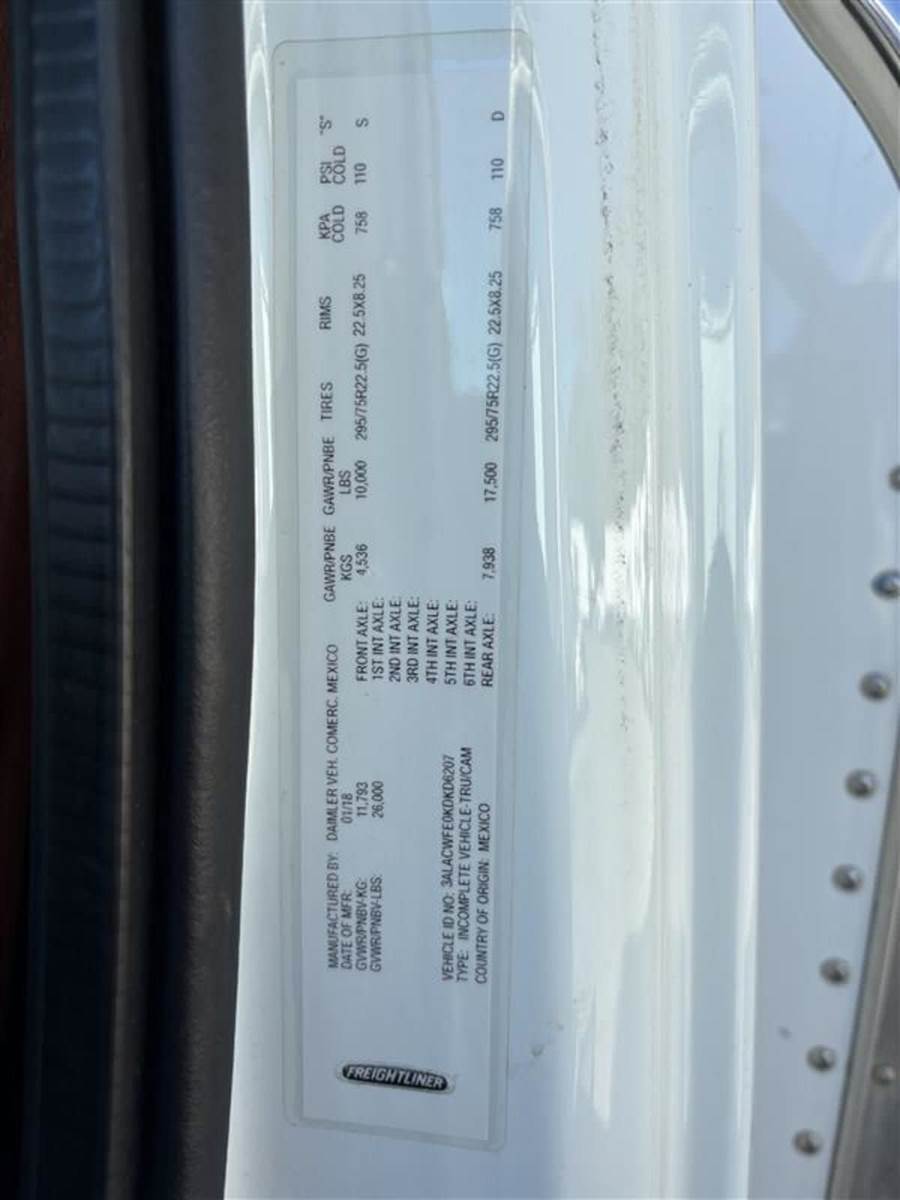 FREIGHTLINER
MANUFACTURED BY: DAIMLER VEH. COMERC. MEXICO
DATE OF MFR: 01/18
GVWR/PNBV-KG: 11,793
GVWR/PNBV-LBS: 26,000
VEHICLE ID NO: 3ALACWFE0KDKD6207
TYPE: INCOMPLETE VEHICLE-TRU/CAM
COUNTRY OF ORIGIN: MEXICO
GAWR/PNBE GAWR/PNBE TIRES RIMS KPA PSI "S"
KGS LBS COLD COLD
FRONT AXLE: 4,536 10,000 295/75R22.5(G) 22.5X8.25 758 110 S
1ST INT AXLE:
2ND INT AXLE:
3RD INT AXLE:
4TH INT AXLE:
5TH INT AXLE:
6TH INT AXLE:
REAR AXLE: 7,938 17,500 295/75R22.5(G) 22.5X8.25 758 110 D